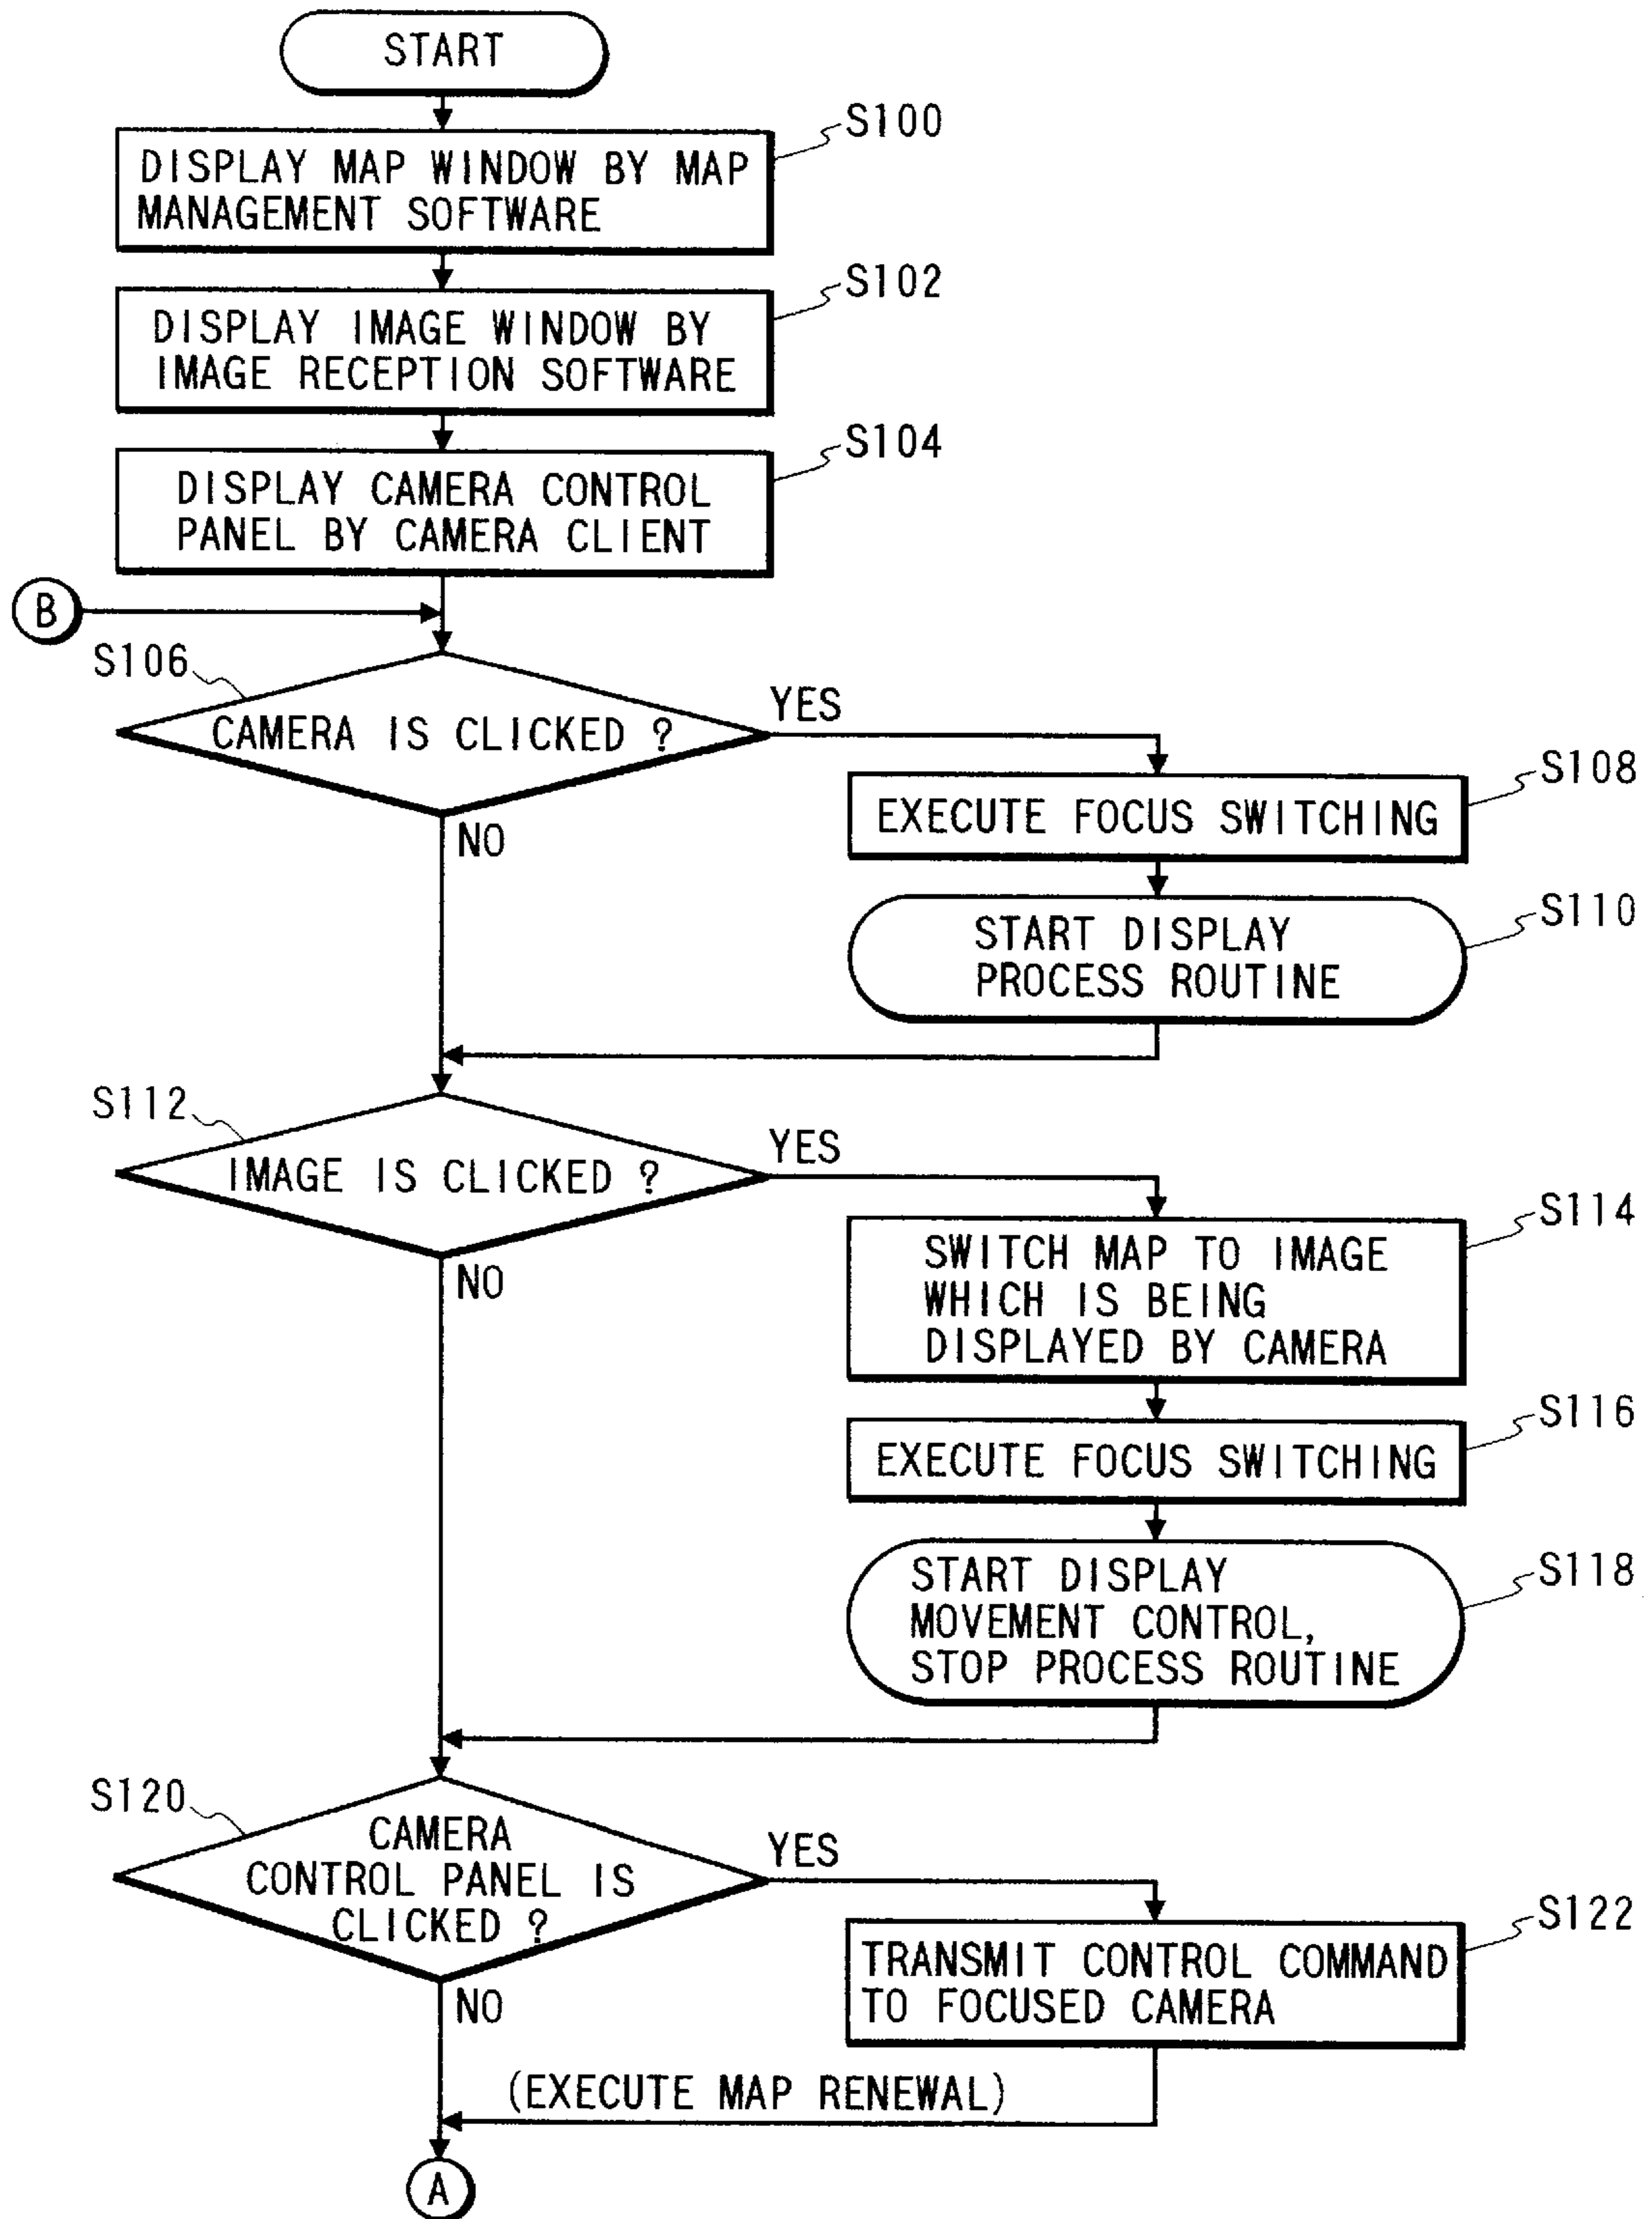 START
S100
DISPLAY MAP WINDOW BY MAP
MANAGEMENT SOFTWARE
S102
DISPLAY IMAGE WINDOW BY
IMAGE RECEPTION SOFTWARE
S104
DISPLAY CAMERA CONTROL
PANEL BY CAMERA CLIENT
B
S106
CAMERA IS CLICKED ?
YES
NO
S108
EXECUTE FOCUS SWITCHING
S110
START DISPLAY
PROCESS ROUTINE
S112
IMAGE IS CLICKED ?
YES
NO
S114
SWITCH MAP TO IMAGE
WHICH IS BEING
DISPLAYED BY CAMERA
S116
EXECUTE FOCUS SWITCHING
S118
START DISPLAY
MOVEMENT CONTROL,
STOP PROCESS ROUTINE
S120
CAMERA
CONTROL PANEL IS
CLICKED ?
YES
NO
S122
TRANSMIT CONTROL COMMAND
TO FOCUSED CAMERA
(EXECUTE MAP RENEWAL)
A